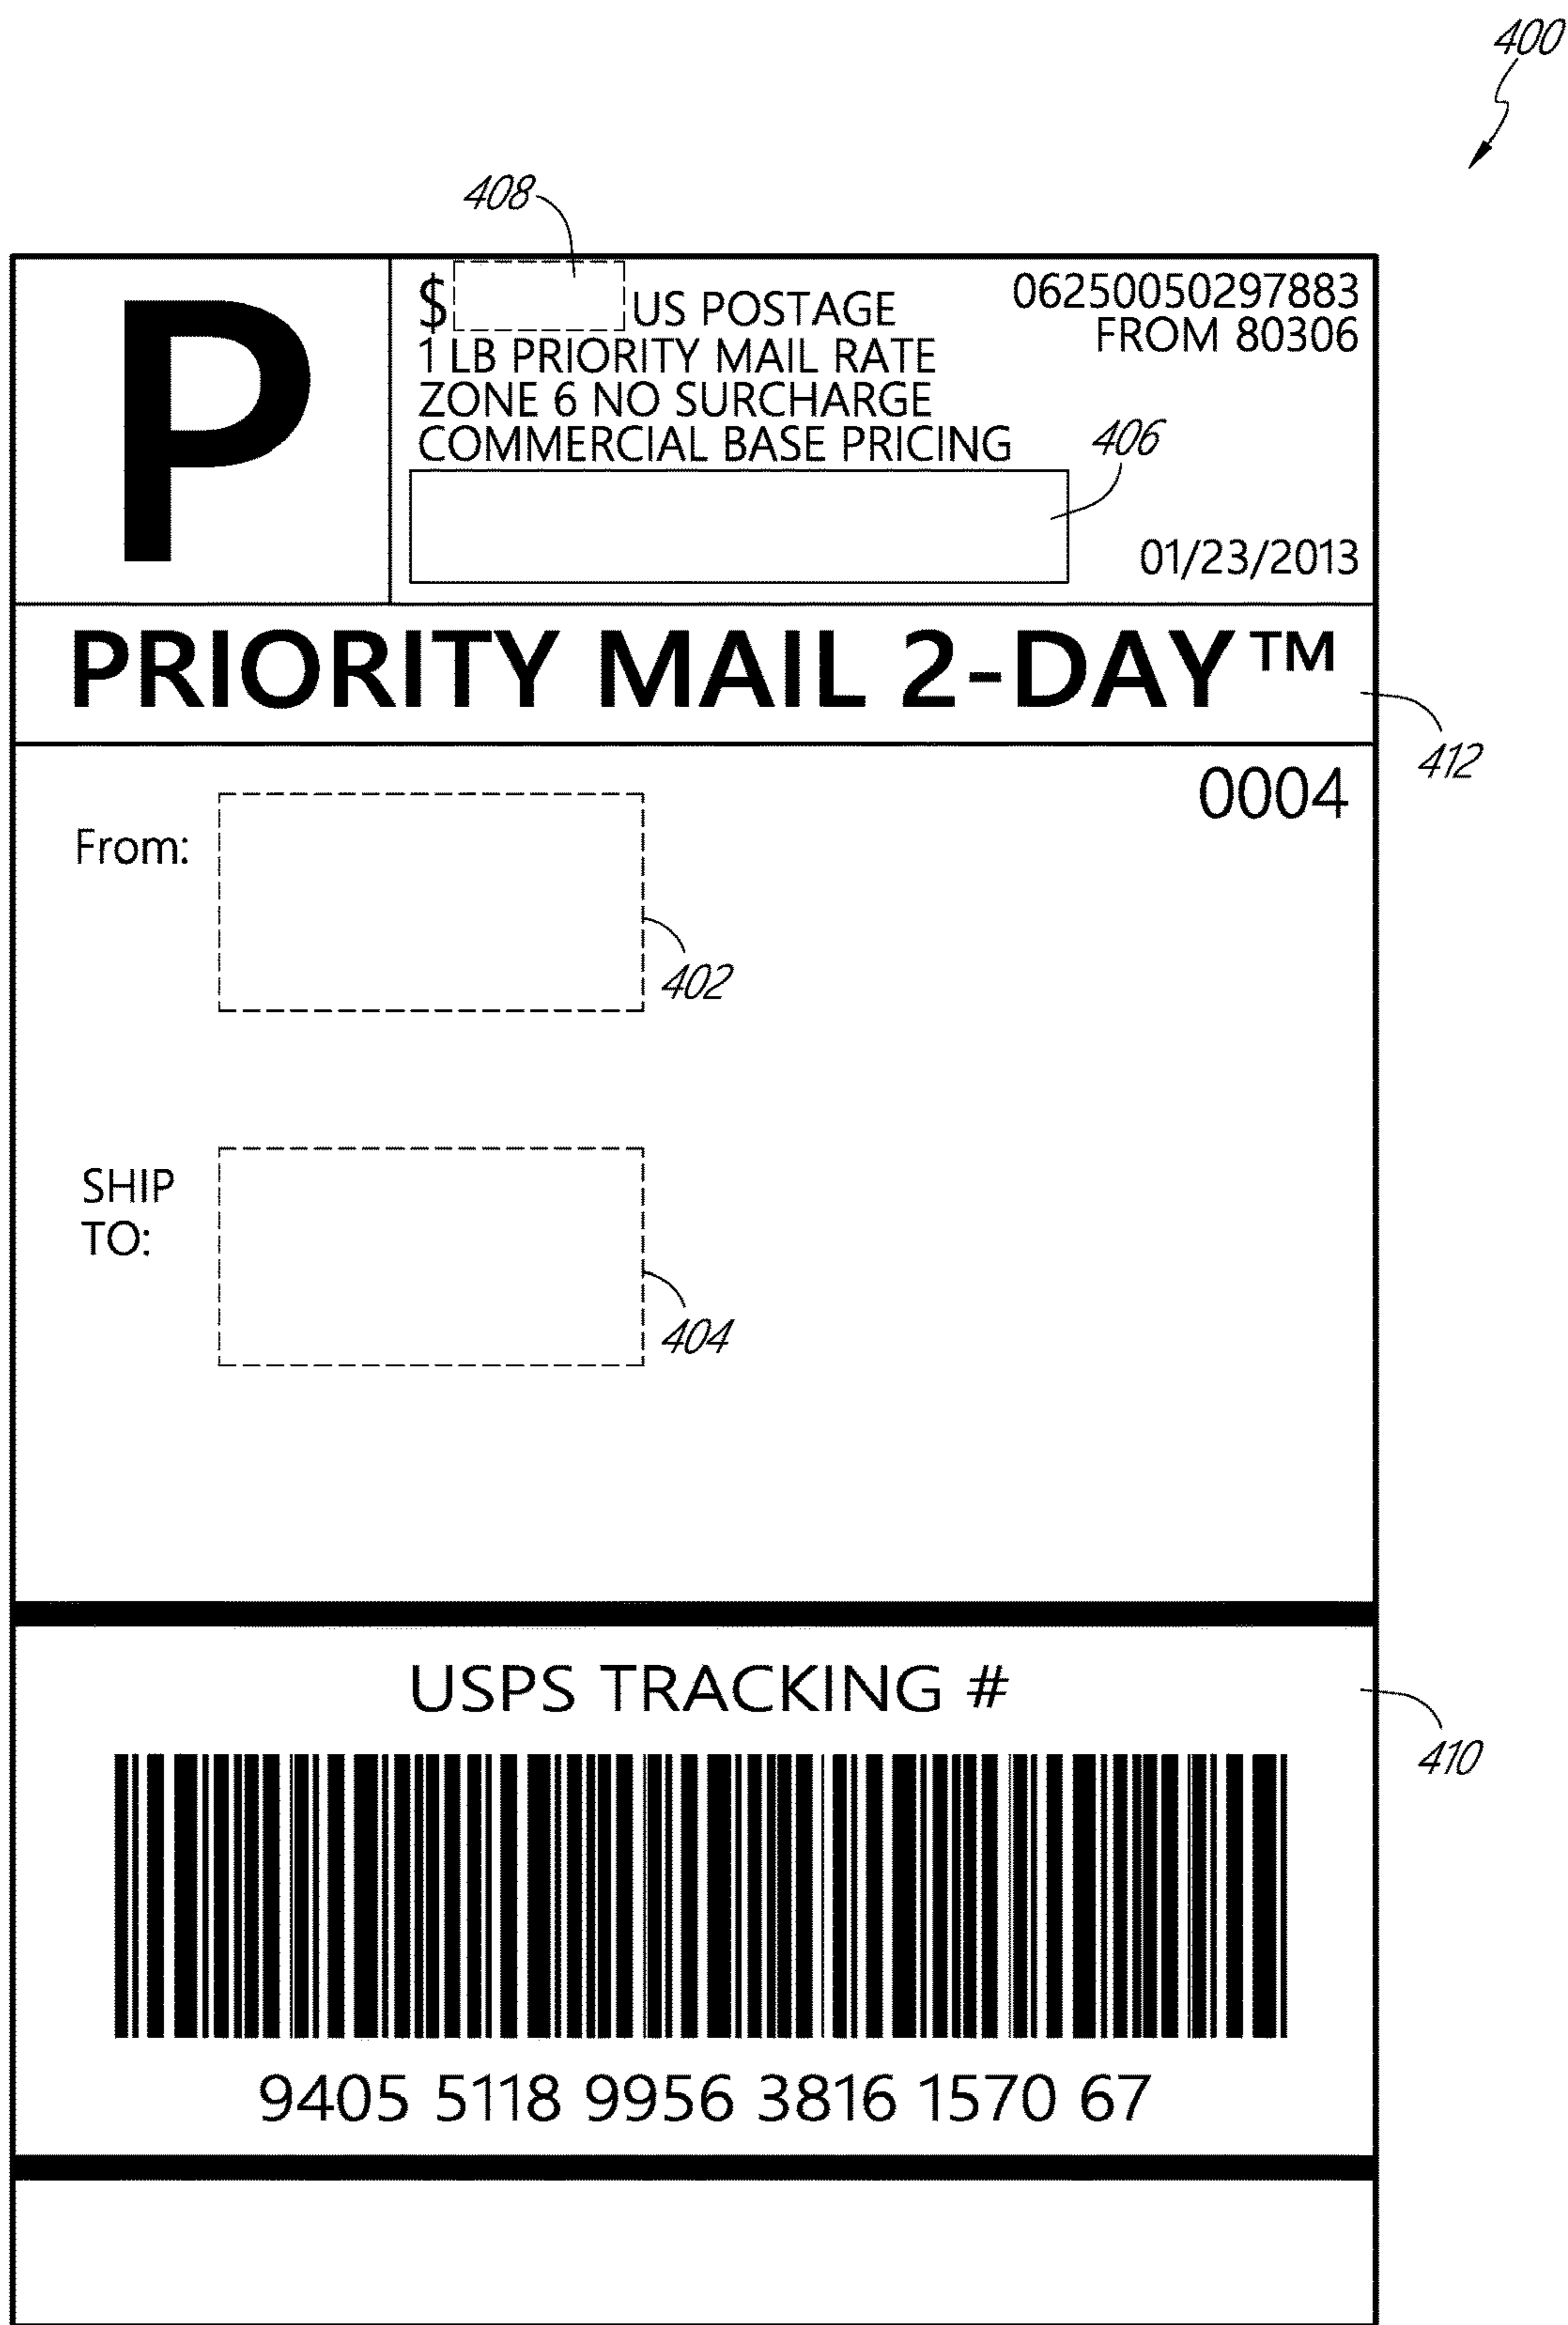 400
408
P
$ US POSTAGE
1 LB PRIORITY MAIL RATE
ZONE 6 NO SURCHARGE
COMMERCIAL BASE PRICING
06250050297883
FROM 80306
406
01/23/2013
PRIORITY MAIL 2-DAY™
412
0004
From:
402
SHIP
TO:
404
USPS TRACKING #
410
9405 5118 9956 3816 1570 67